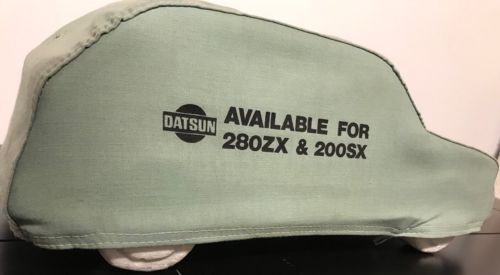 DATSUN
AVAILABLE FOR
280ZX & 200SX